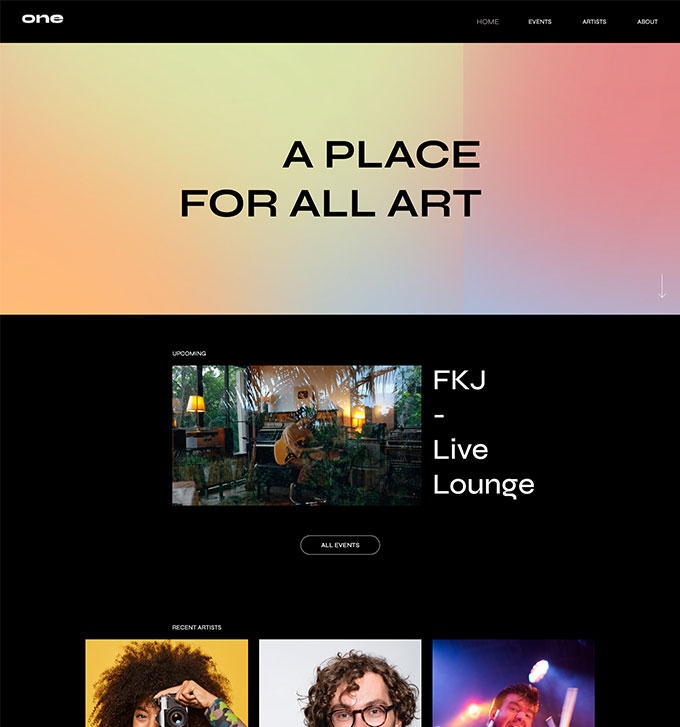 one
HOME EVENTS ARTISTS ABOUT
A PLACE
FOR ALL ART
UPCOMING
FKJ
-
Live
Lounge
ALL EVENTS
RECENT ARTISTS